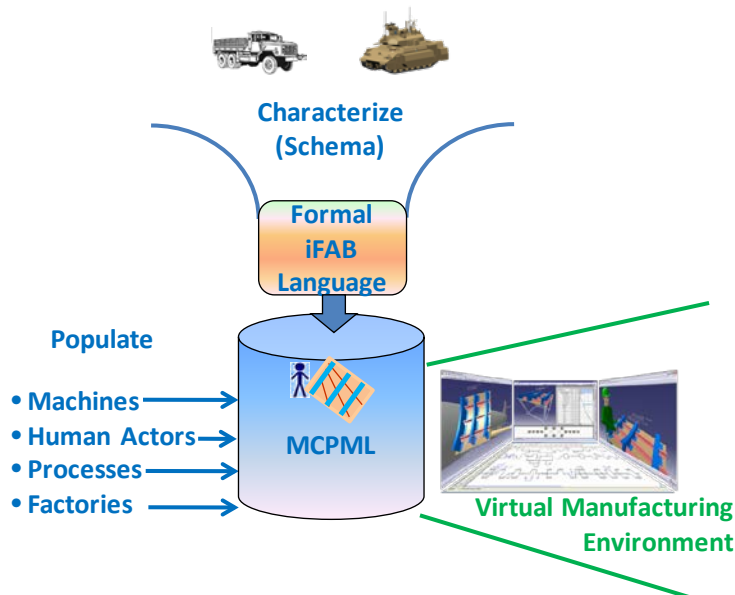 Characterize
(Schema)
Formal
iFAB
Language
Populate
• Machines
• Human Actors
• Processes
• Factories
MCPML
Virtual Manufacturing
Environment